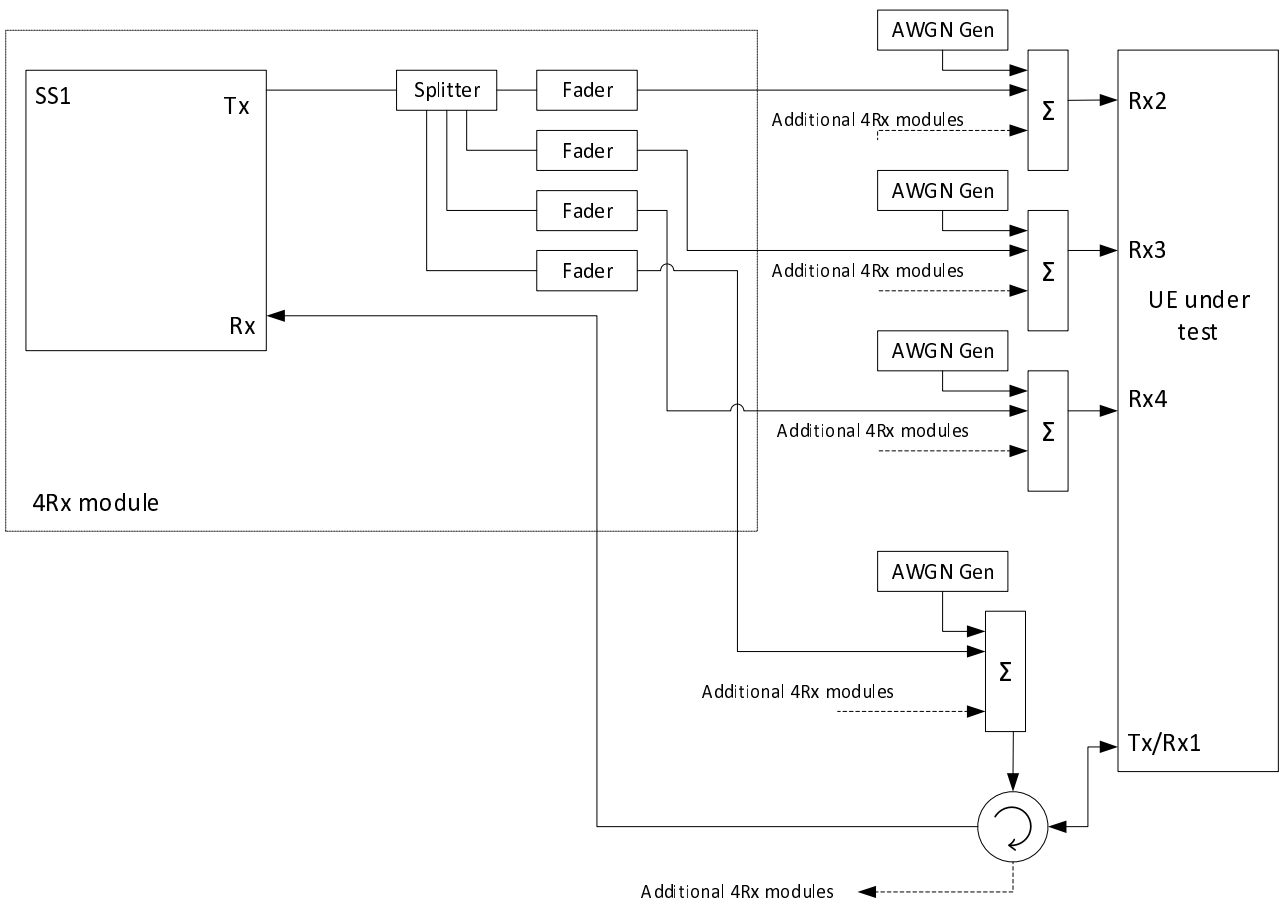 AWGN Gen
SS1
Tx
Splitter
Fader
Σ
Rx2
Additional 4Rx modules
Fader
AWGN Gen
Fader
Σ
Rx3
Fader
Additional 4Rx modules
UE under
test
Rx
AWGN Gen
Σ
Rx4
Additional 4Rx modules
4Rx module
AWGN Gen
Σ
Additional 4Rx modules
Tx/Rx1
Additional 4Rx modules